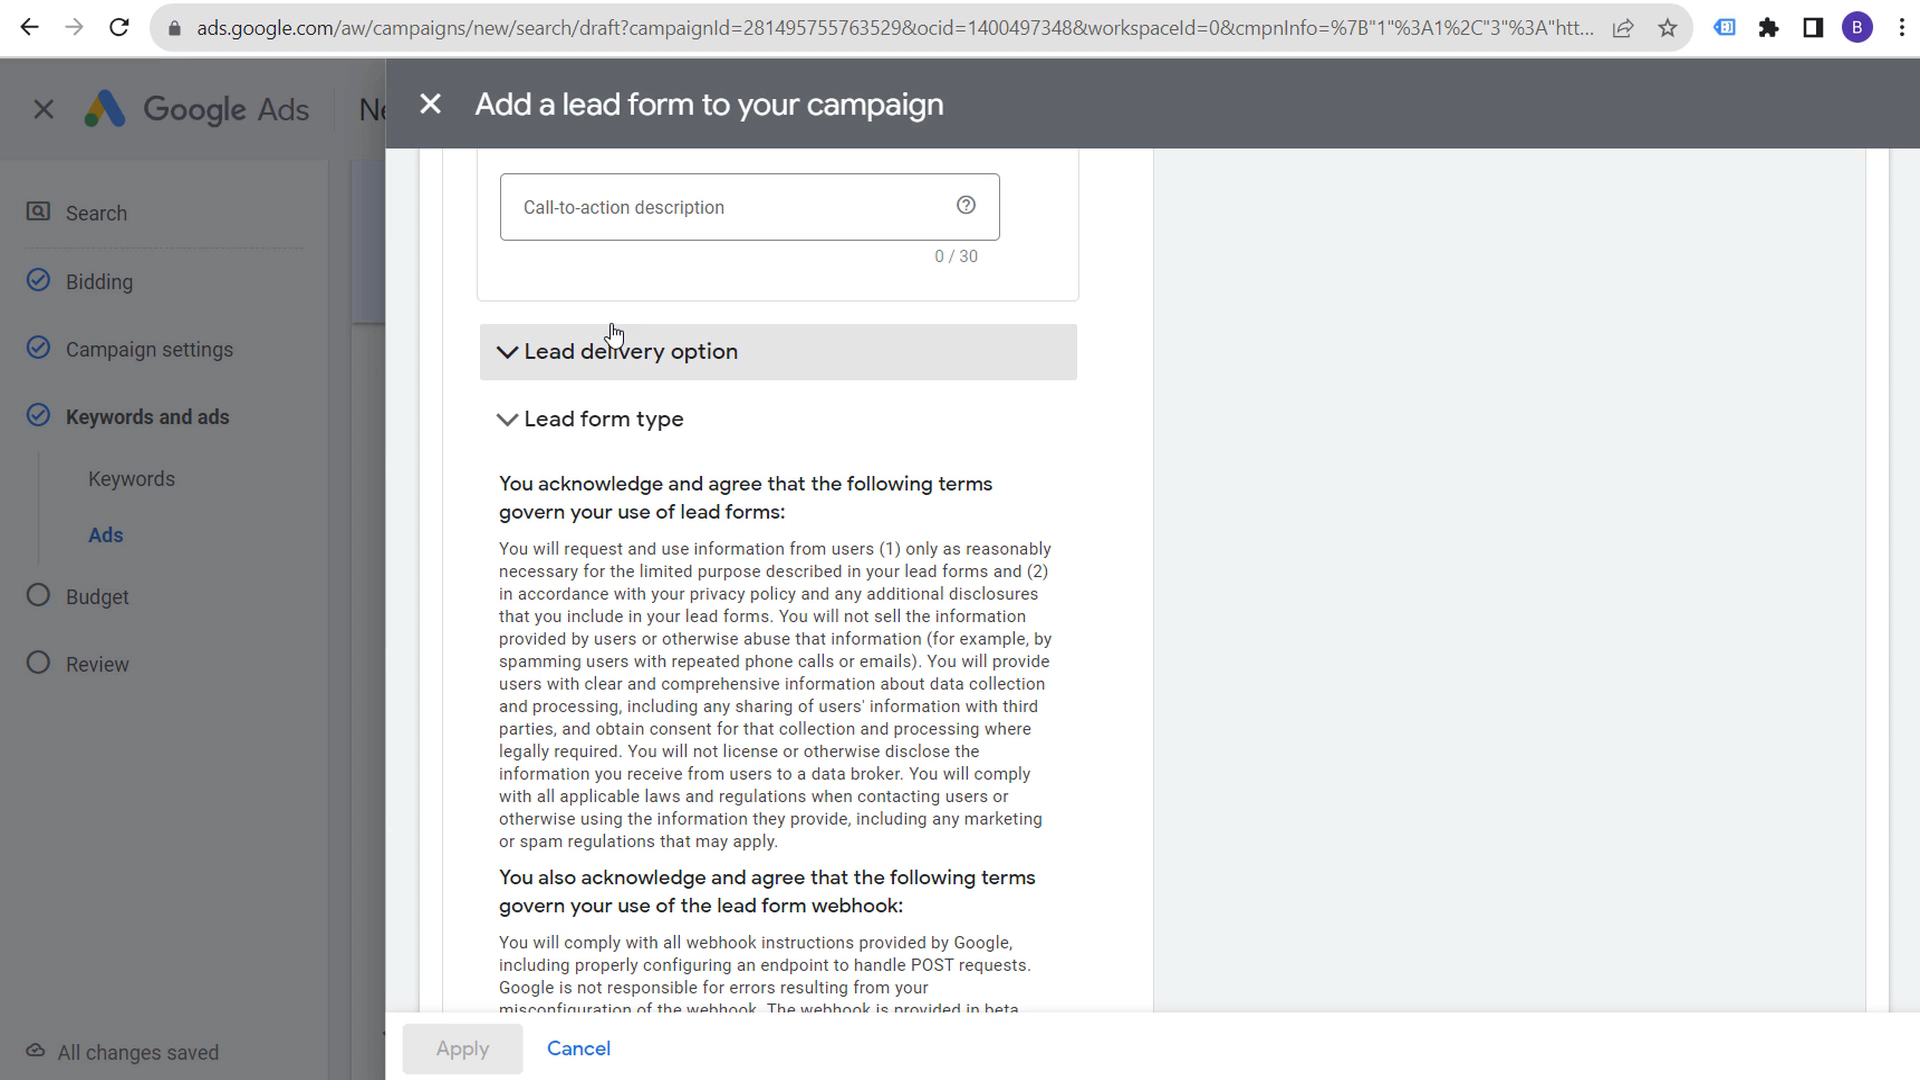 ads.google.com/aw/campaigns/new/search/draft?campaignId=281495755763529&ocid=1400497348&workspaceId=0&cmpnInfo=%7B"1"%3A1%2C"3"%3A"htt...
B
Google Ads
Ne
Add a lead form to your campaign
Search
Bidding
Campaign settings
Keywords and ads
Keywords
Ads
Budget
Review
All changes saved
Call-to-action description
0 / 30
Lead delivery option
Lead form type
You acknowledge and agree that the following terms
govern your use of lead forms:
You will request and use information from users (1) only as reasonably
necessary for the limited purpose described in your lead forms and (2)
in accordance with your privacy policy and any additional disclosures
that you include in your lead forms. You will not sell the information
provided by users or otherwise abuse that information (for example, by
spamming users with repeated phone calls or emails). You will provide
users with clear and comprehensive information about data collection
and processing, including any sharing of users' information with third
parties, and obtain consent for that collection and processing where
legally required. You will not license or otherwise disclose the
information you receive from users to a data broker. You will comply
with all applicable laws and regulations when contacting users or
otherwise using the information they provide, including any marketing
or spam regulations that may apply.
You also acknowledge and agree that the following terms
govern your use of the lead form webhook:
You will comply with all webhook instructions provided by Google,
including properly configuring an endpoint to handle POST requests.
Google is not responsible for errors resulting from your
misconfiguration of the webhook. The webhook is provided in beta
Apply
Cancel